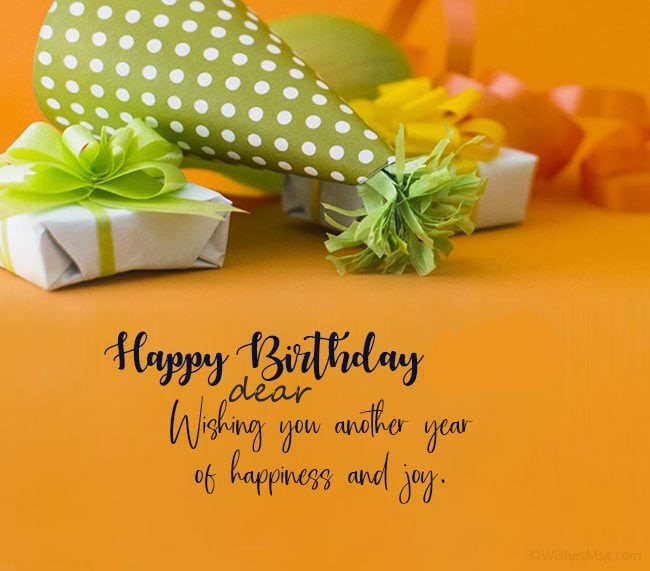 Happy Birthday
dear
Wishing you another year
of happiness and joy.
©WishesMsg.com